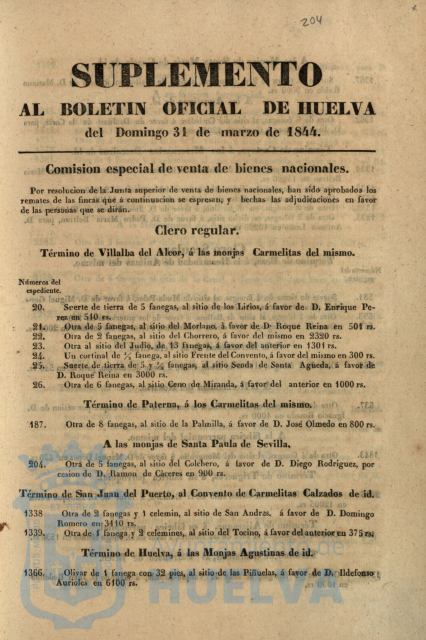 204
SUPLEMENTO
AL BOLETIN OFICIAL DE HUELVA
del Domingo 31 de marzo de 1844.
Comision especial de venta de bienes nacionales.
Por resolucion de la Junta superior de venta de bienes nacionales, han sido aprobados los
remates de las fincas que á continuacion se espresan, y hechas las adjudicaciones en favor
de las personas que se dirán.
Clero regular.
Término de Villalba del Alcor, á las monjas Carmelitas del mismo.
Números del
espediente.
20. Suerte de tierra de 5 fanegas, al sitio de los Lirios, á favor de D. Enrique Pe-
rez en 510 rs.
21. Otra de 5 fanegas, al sitio del Morlano, á favor de D. Roque Reina en 501 rs.
22. Otra de 2 fanegas, al sitio del Chorrero, á favor del mismo en 2320 rs.
23. Otra al sitio del Judio, de 13 fanegas, á favor del anterior en 1301 rs.
24. Un cortinal de ½ fanega, al sitio Frente del Convento, á favor del mismo en 300 rs.
25. Suerte de tierra de 5 y ½ fanegas, al sitio Senda de Santa Agueda, á favor de
D. Roque Reina en 3000 rs.
26. Otra de 6 fanegas, al sitio Ceno de Miranda, á favor del anterior en 1000 rs.
Término de Paterna, á los Carmelitas del mismo.
187. Otra de 8 fanegas, al sitio de la Palmilla, á favor de D. José Olmedo en 800 rs.
A las monjas de Santa Paula de Sevilla.
204. Otra de 5 fanegas, al sitio del Colchero, á favor de D. Diego Rodriguez, por
cesion de D. Ramon de Cáceres en 900 rs.
Término de San Juan del Puerto, al Convento de Carmelitas Calzados de id.
1338 Otra de 2 fanegas y 1 celemin, al sitio de San Andras, á favor de D. Domingo
Romero en 3410 rs.
1339. Otra de 1 fanega y 2 celemines, al sitio del Tocino, á favor del anterior en 375 rs.
Término de Huelva, á las Monjas Agustinas de id.
1366. Olivar de 1 fanega con 32 pies, al sitio de las Piñuelas, á favor de D. Ildefonso
Aurioles en 6100 rs.
HUELVA